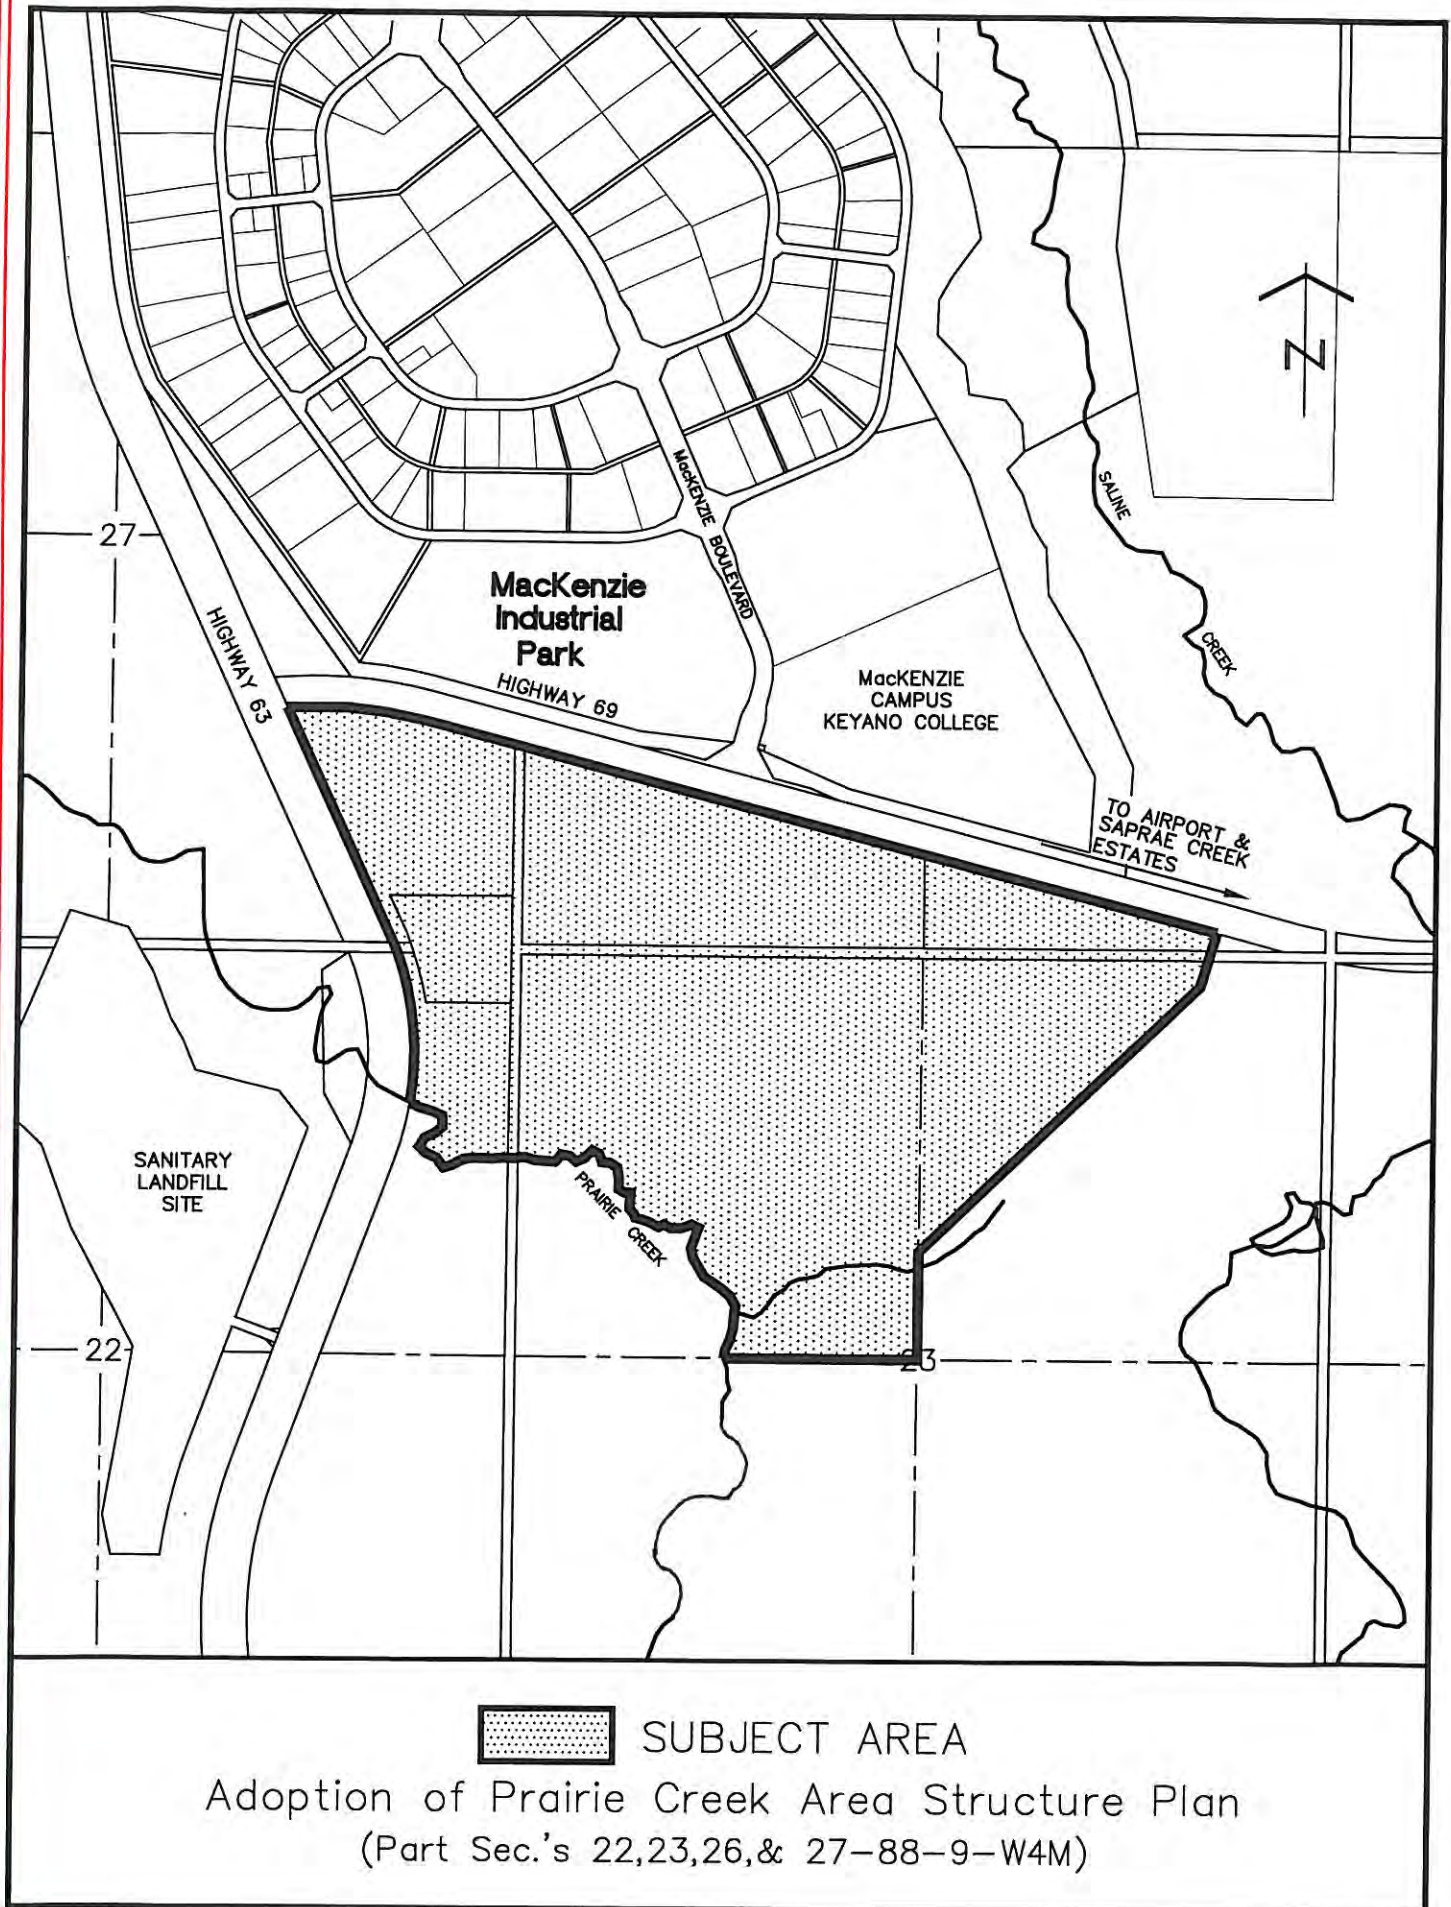 N
SALINE
CREEK
MacKENZIE BOULEVARD
27
MacKenzie
Industrial
Park
HIGHWAY 63
HIGHWAY 69
MacKENZIE
CAMPUS
KEYANO COLLEGE
TO AIRPORT &
SAPRAE CREEK
ESTATES
SANITARY
LANDFILL
SITE
PRAIRIE CREEK
22
23
SUBJECT AREA
Adoption of Prairie Creek Area Structure Plan
(Part Sec.'s 22,23,26,& 27-88-9-W4M)